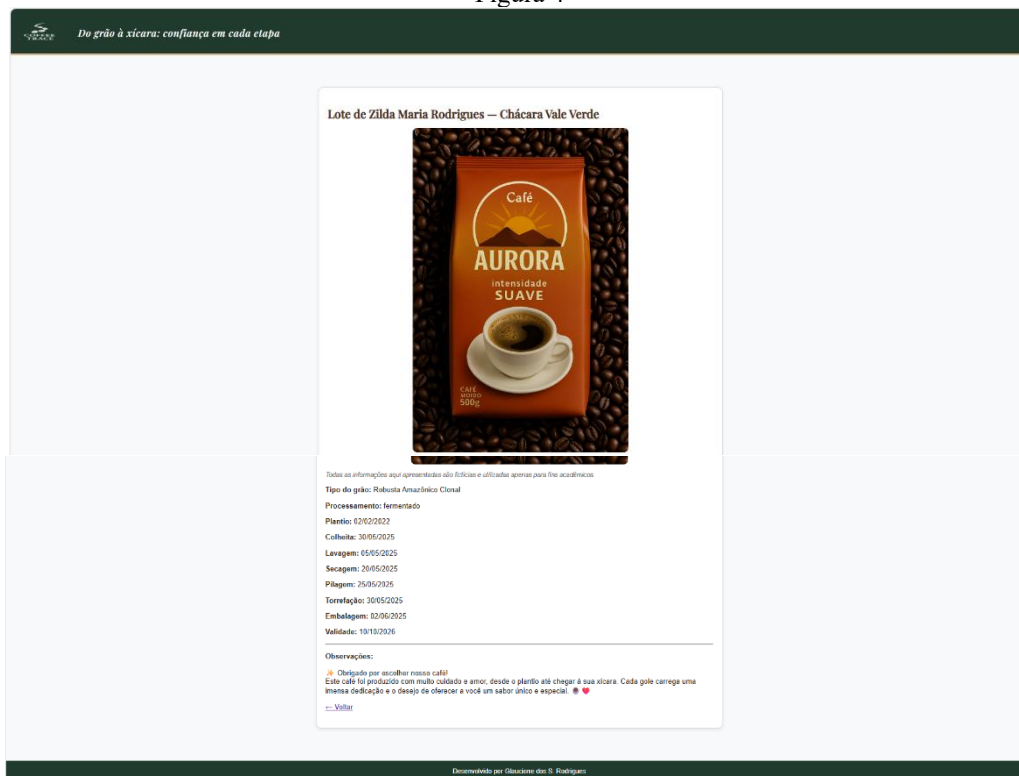 COFFEE
TRACE
Do grão à xícara: confiança em cada etapa
Lote de Zilda Maria Rodrigues — Chácara Vale Verde
Café
AURORA
intensidade
SUAVE
CAFÉ
MOÍDO
500g
Todas as informações aqui apresentadas são fictícias e utilizadas apenas para fins acadêmicos.
Tipo do grão: Robusta Amazônico Clonal
Processamento: fermentado
Plantio: 02/02/2022
Colheita: 30/05/2025
Lavagem: 05/05/2025
Secagem: 20/05/2025
Pilagem: 25/05/2025
Torrefação: 30/05/2025
Embalagem: 02/06/2025
Validade: 10/10/2026
Observações:
✨ Obrigado por escolher nosso café!
Este café foi produzido com muito cuidado e amor, desde o plantio até chegar à sua xícara. Cada gole carrega uma
imensa dedicação e o desejo de oferecer a você um sabor único e especial.
← Voltar
Desenvolvido por Glaucione dos S. Rodrigues